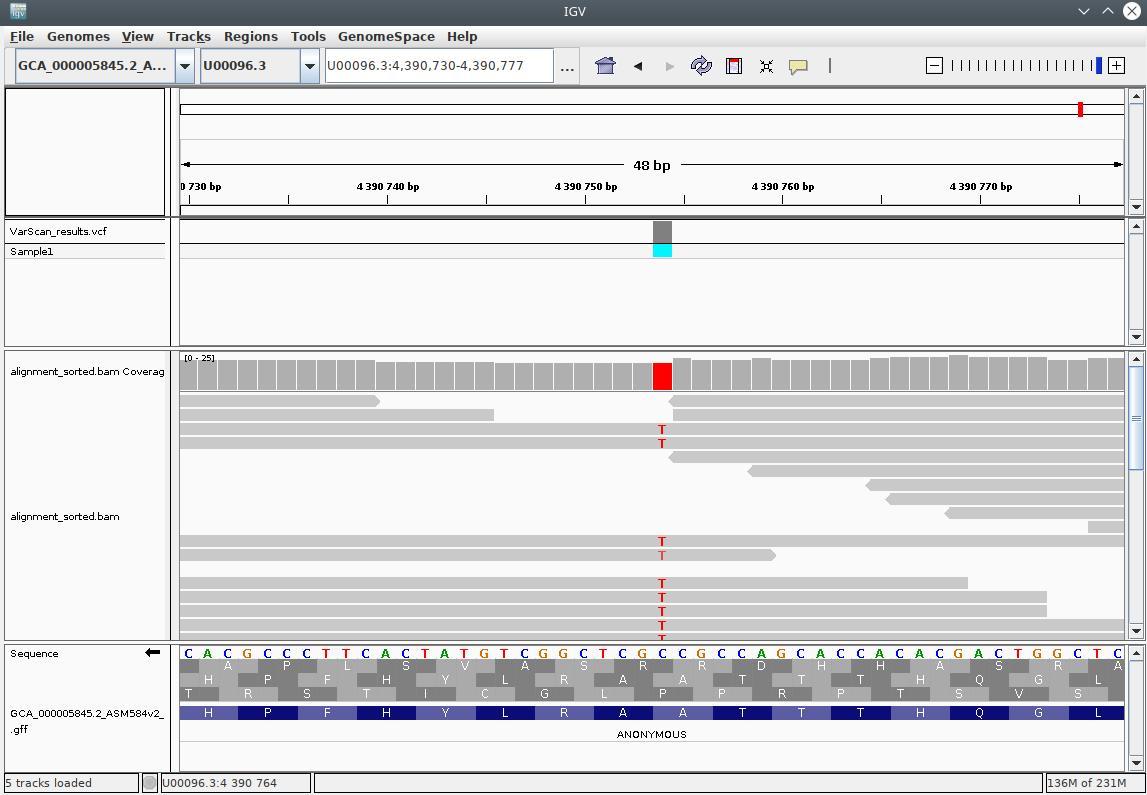 IGV
igv
File Genomes View Tracks Regions Tools GenomeSpace Help
GCA_000005845.2_A... U00096.3 U00096.3:4,390,730-4,390,777 ...
48 bp
0 730 bp 4 390 740 bp 4 390 750 bp 4 390 760 bp 4 390 770 bp
VarScan_results.vcf
Sample1
[0 - 25]
alignment_sorted.bam Coverag
T
T
alignment_sorted.bam
T
T
T
T
T
T
T
Sequence
C A C G C C C T T C A C T A T G T C G G C T C G C C G C C A G C A C C A C A C G A C T G G C T C
A P L S V A S R R D H H A S R A
H P F H Y L R A A T T T H Q G L
T R S T I C G L P P R P T S V S
GCA_000005845.2_ASM584v2_
.gff
H P F H Y L R A A T T T H Q G L
ANONYMOUS
5 tracks loaded U00096.3:4 390 764 136M of 231M